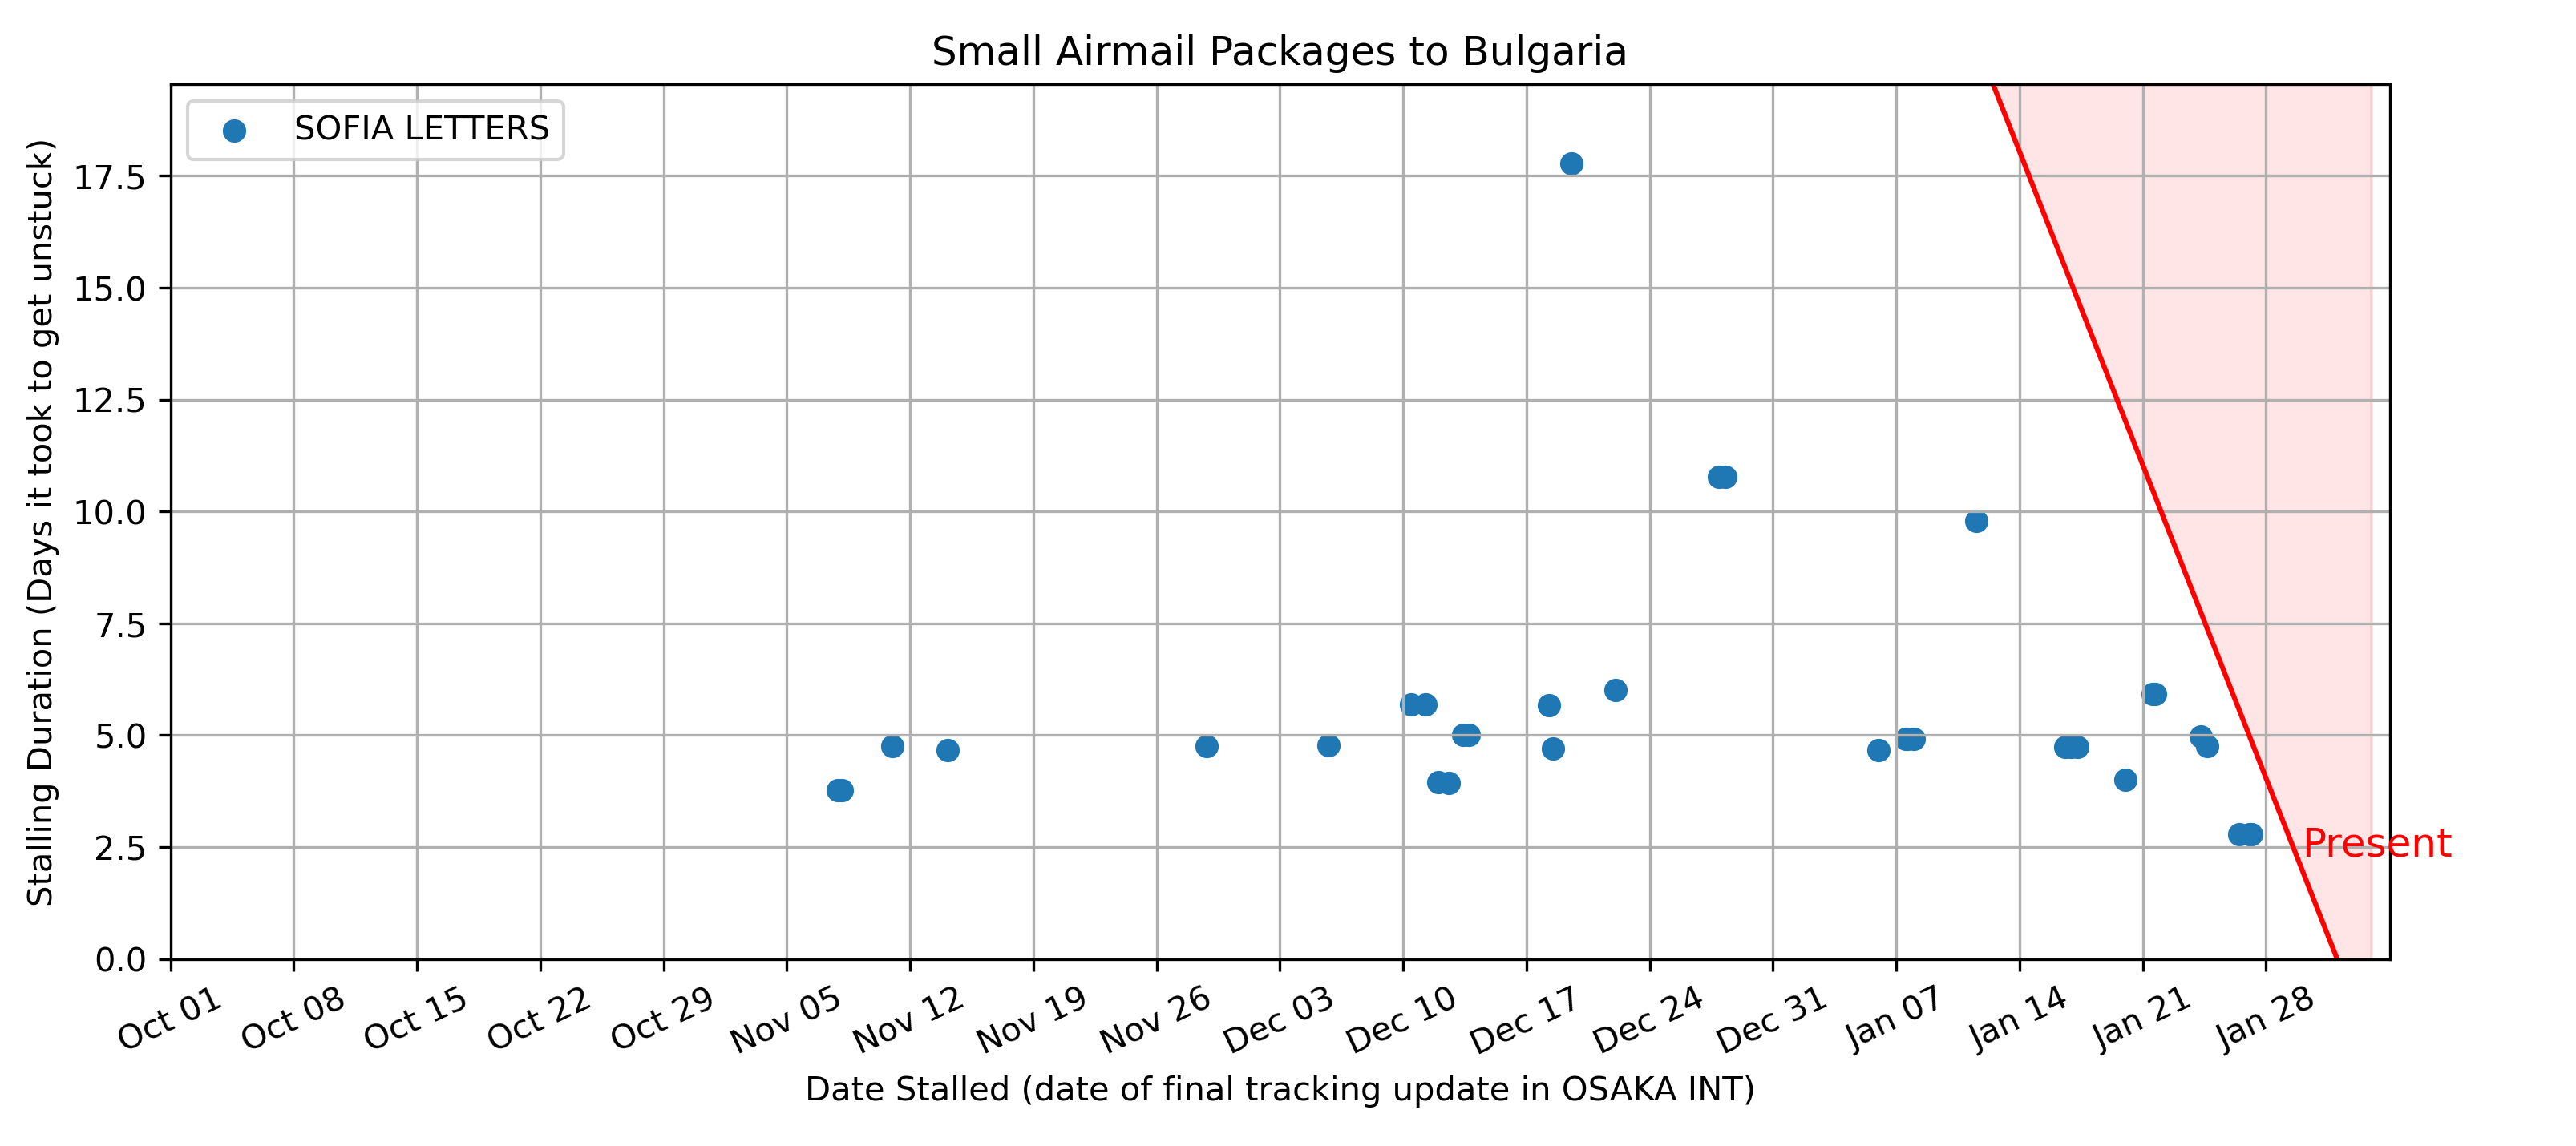 Small Airmail Packages to Bulgaria
SOFIA LETTERS
Stalling Duration (Days it took to get unstuck)
17.5
15.0
12.5
10.0
7.5
5.0
2.5
0.0
Present
Oct 01
Oct 08
Oct 15
Oct 22
Oct 29
Nov 05
Nov 12
Nov 19
Nov 26
Dec 03
Dec 10
Dec 17
Dec 24
Dec 31
Jan 07
Jan 14
Jan 21
Jan 28
Date Stalled (date of final tracking update in OSAKA INT)